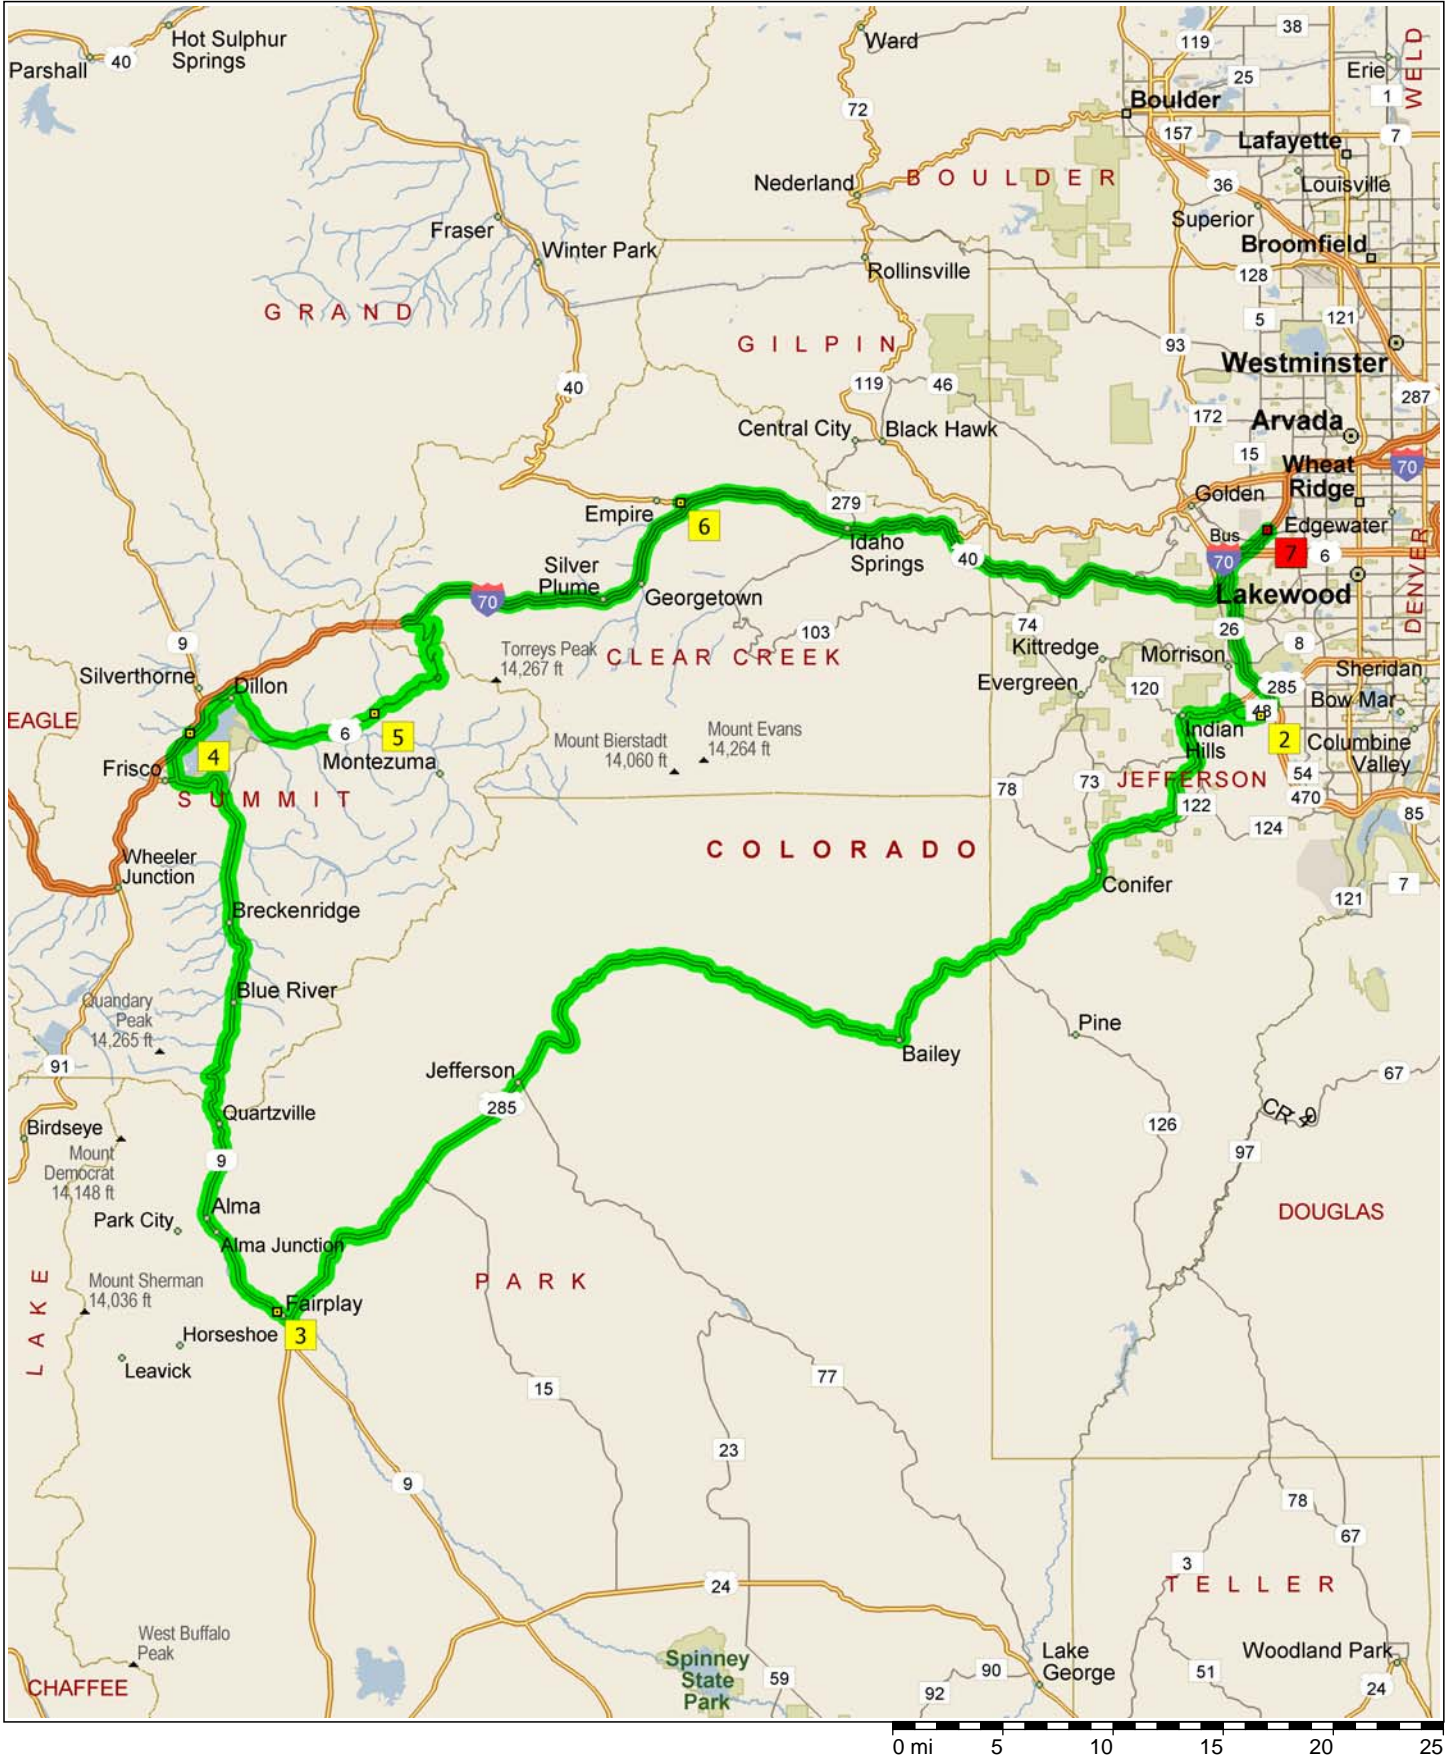 Hot Sulphur
Springs
Parshall
40
Ward
119
38
25
Erie
1
WELD
72
Boulder
157
7
Lafayette
Nederland
BOULDER
36
Louisville
Superior
Fraser
Winter Park
Broomfield
Rollinsville
128
GRAND
5
121
GILPIN
93
Westminster
40
119
46
287
172
Central City
Black Hawk
Arvada
15
Wheat
Ridge
70
Golden
Empire
6
279
Edgewater
Bus
70
7
6
Idaho
Springs
40
Silver
Plume
70
Georgetown
Lakewood
DENVER
9
103
74
26
8
Torreys Peak
14,267 ft
CLEAR CREEK
Kittredge
Morrison
Sheridan
Silverthorne
Dillon
Evergreen
120
285
Bow Mar
EAGLE
6
5
48
Indian
Hills
2
Columbine
Valley
Mount Bierstadt
14,060 ft
Mount Evans
14,264 ft
4
Montezuma
Frisco
SUMMIT
78
73
JEFFERSON
54
470
122
85
124
COLORADO
Wheeler
Junction
Conifer
7
121
Breckenridge
Blue River
Quandary
Peak
14,265 ft
Pine
Bailey
91
Jefferson
67
285
Quartzville
CR 40
Birdseye
126
97
Mount
Democrat
14,148 ft
9
Alma
Park City
DOUGLAS
Alma Junction
LAKE
Mount Sherman
14,036 ft
PARK
Fairplay
Horseshoe
3
Leavick
15
77
23
9
78
67
3
24
TELLER
West Buffalo
Peak
Spinney
State
Park
Lake
George
Woodland Park
CHAFFEE
59
90
92
51
24
0 mi
5
10
15
20
25